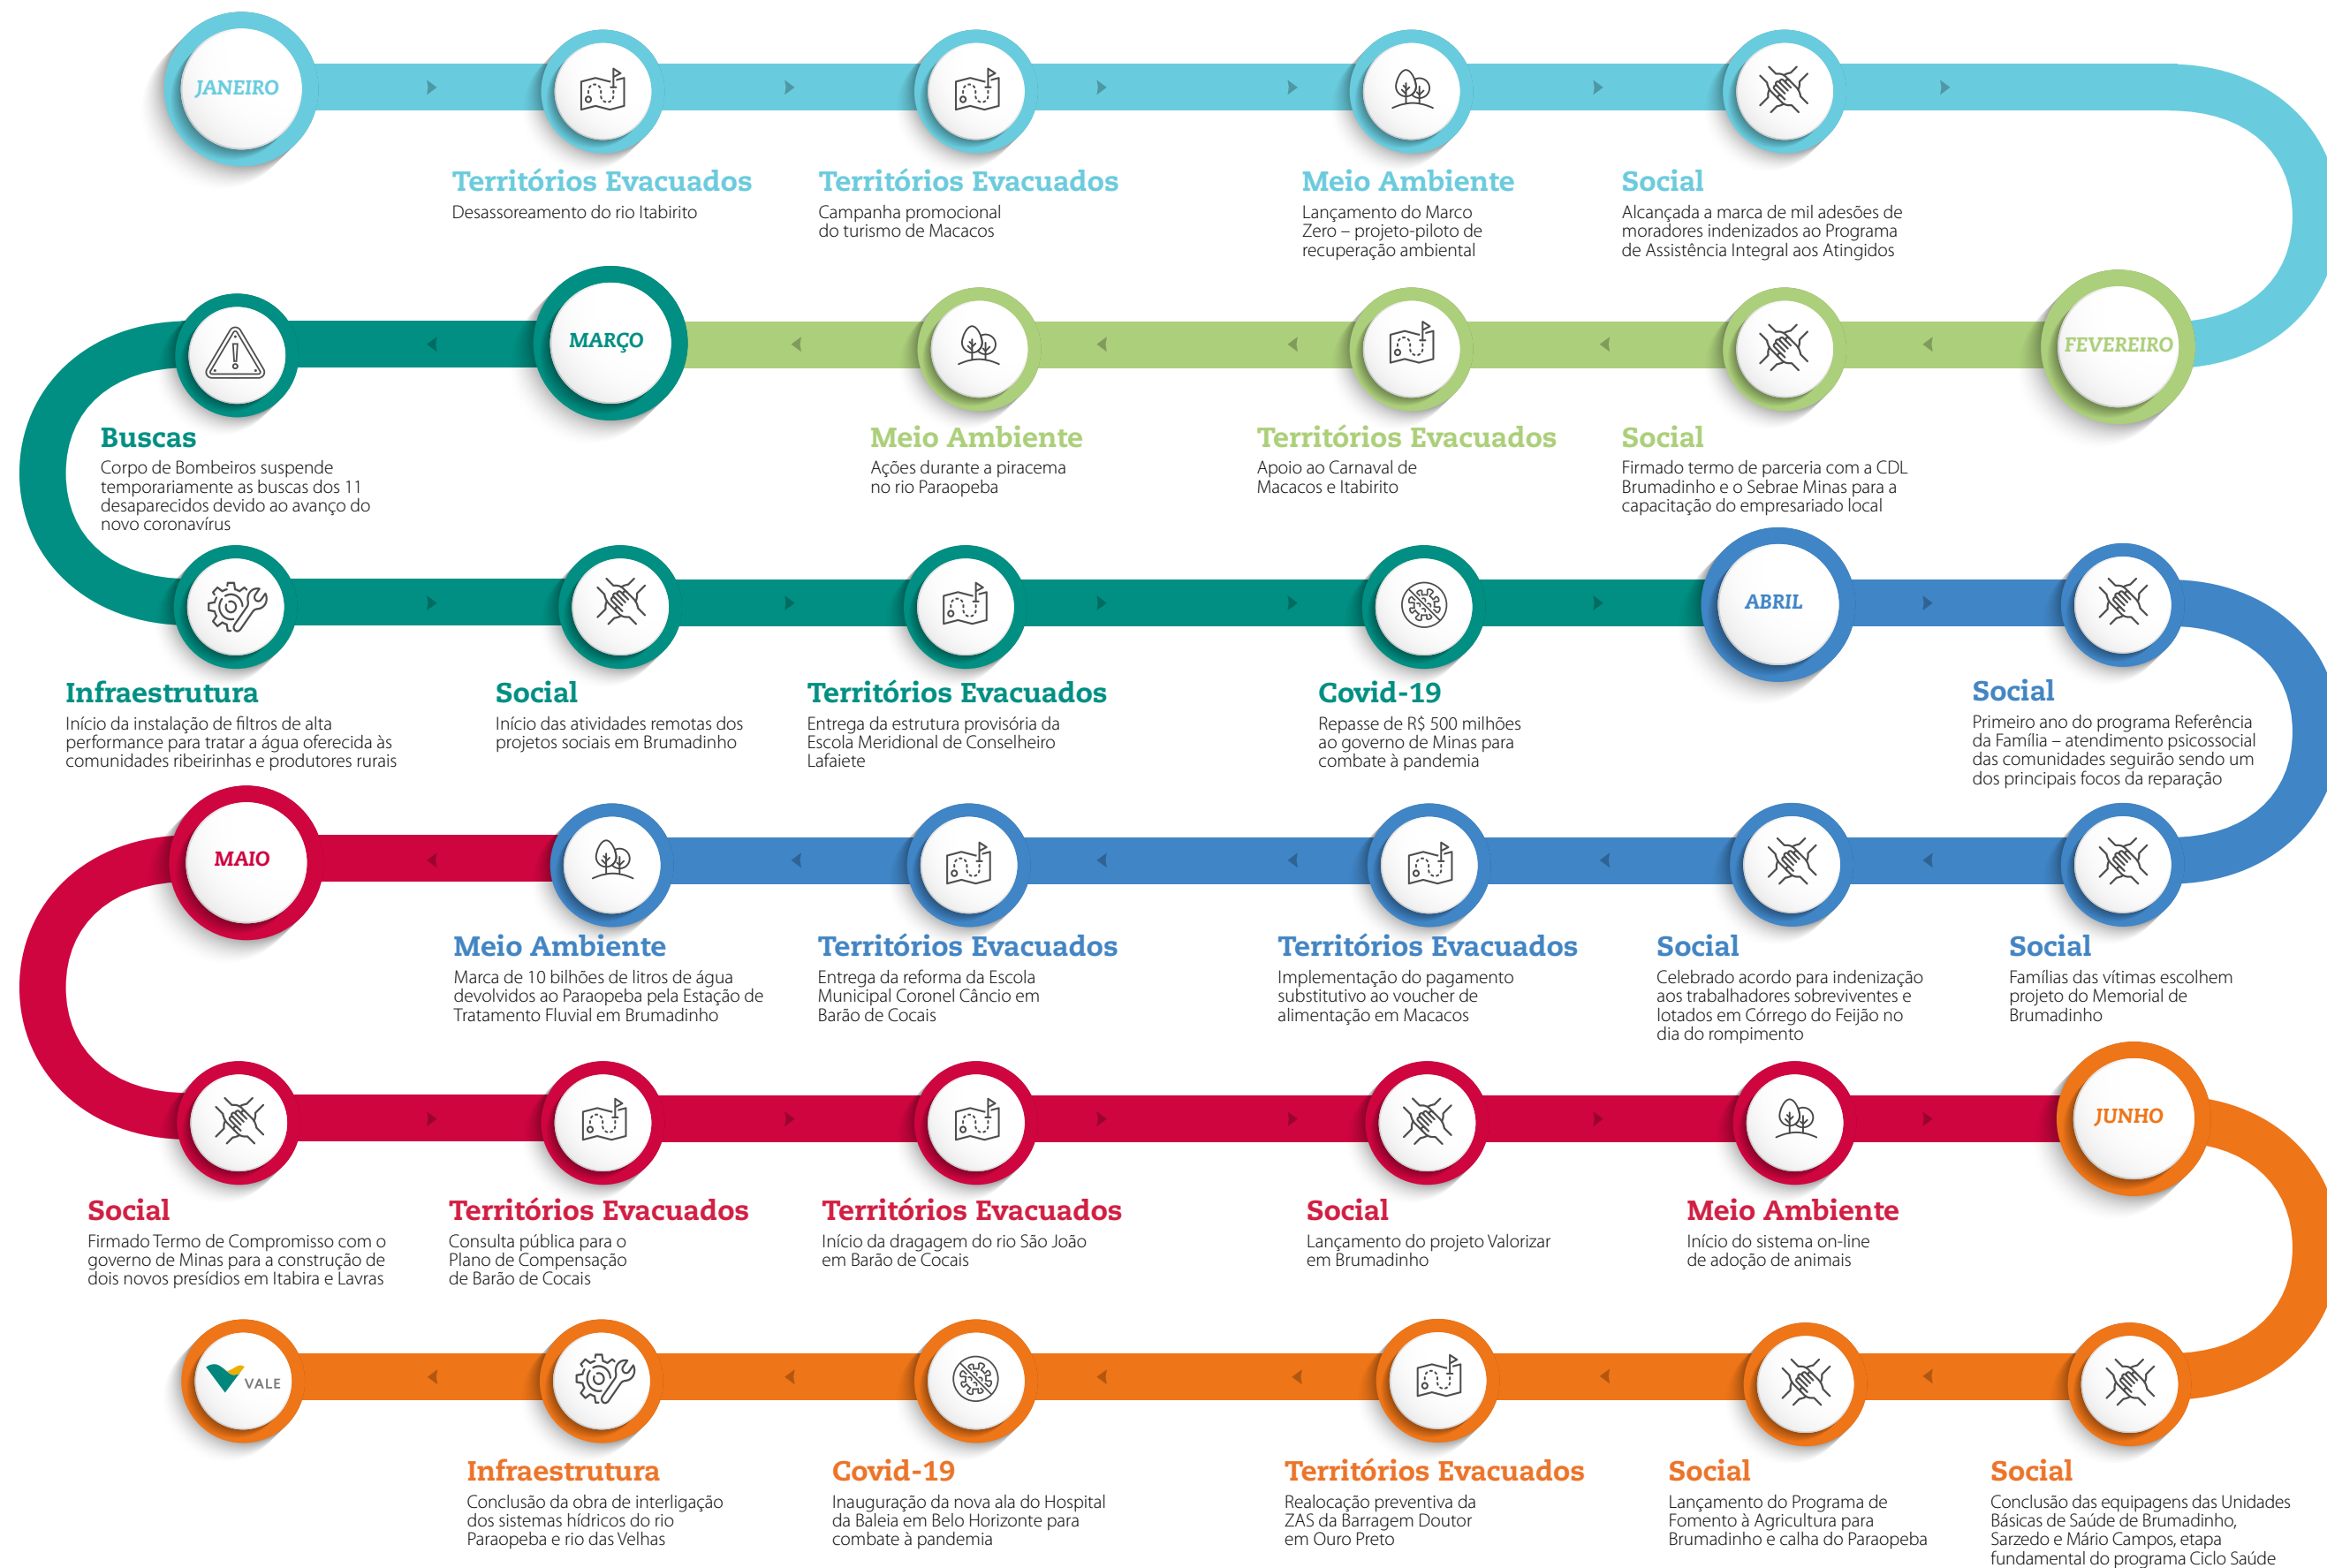 JANEIRO
Territórios Evacuados
Desassoreamento do rio Itabirito
Territórios Evacuados
Campanha promocional
do turismo de Macacos
Meio Ambiente
Lançamento do Marco
Zero – projeto-piloto de
recuperação ambiental
Social
Alcançada a marca de mil adesões de
moradores indenizados ao Programa
de Assistência Integral aos Atingidos
FEVEREIRO
Social
Firmado termo de parceria com a CDL
Brumadinho e o Sebrae Minas para a
capacitação do empresariado local
Territórios Evacuados
Apoio ao Carnaval de
Macacos e Itabirito
Meio Ambiente
Ações durante a piracema
no rio Paraopeba
MARÇO
Buscas
Corpo de Bombeiros suspende
temporariamente as buscas dos 11
desaparecidos devido ao avanço do
novo coronavírus
Infraestrutura
Início da instalação de filtros de alta
performance para tratar a água oferecida às
comunidades ribeirinhas e produtores rurais
Social
Início das atividades remotas dos
projetos sociais em Brumadinho
Territórios Evacuados
Entrega da estrutura provisória da
Escola Meridional de Conselheiro
Lafaiete
Covid-19
Repasse de R$ 500 milhões
ao governo de Minas para
combate à pandemia
ABRIL
Social
Primeiro ano do programa Referência
da Família – atendimento psicossocial
das comunidades seguirão sendo um
dos principais focos da reparação
Social
Famílias das vítimas escolhem
projeto do Memorial de
Brumadinho
Social
Celebrado acordo para indenização
aos trabalhadores sobreviventes e
lotados em Córrego do Feijão no
dia do rompimento
Territórios Evacuados
Implementação do pagamento
substitutivo ao voucher de
alimentação em Macacos
Territórios Evacuados
Entrega da reforma da Escola
Municipal Coronel Câncio em
Barão de Cocais
Meio Ambiente
Marca de 10 bilhões de litros de água
devolvidos ao Paraopeba pela Estação de
Tratamento Fluvial em Brumadinho
MAIO
Social
Firmado Termo de Compromisso com o
governo de Minas para a construção de
dois novos presídios em Itabira e Lavras
Territórios Evacuados
Consulta pública para o
Plano de Compensação
de Barão de Cocais
Territórios Evacuados
Início da dragagem do rio São João
em Barão de Cocais
Social
Lançamento do projeto Valorizar
em Brumadinho
Meio Ambiente
Início do sistema on-line
de adoção de animais
JUNHO
Social
Conclusão das equipagens das Unidades
Básicas de Saúde de Brumadinho,
Sarzedo e Mário Campos, etapa
fundamental do programa Ciclo Saúde
Social
Lançamento do Programa de
Fomento à Agricultura para
Brumadinho e calha do Paraopeba
Territórios Evacuados
Realocação preventiva da
ZAS da Barragem Doutor
em Ouro Preto
Covid-19
Inauguração da nova ala do Hospital
da Baleia em Belo Horizonte para
combate à pandemia
Infraestrutura
Conclusão da obra de interligação
dos sistemas hídricos do rio
Paraopeba e rio das Velhas
VALE